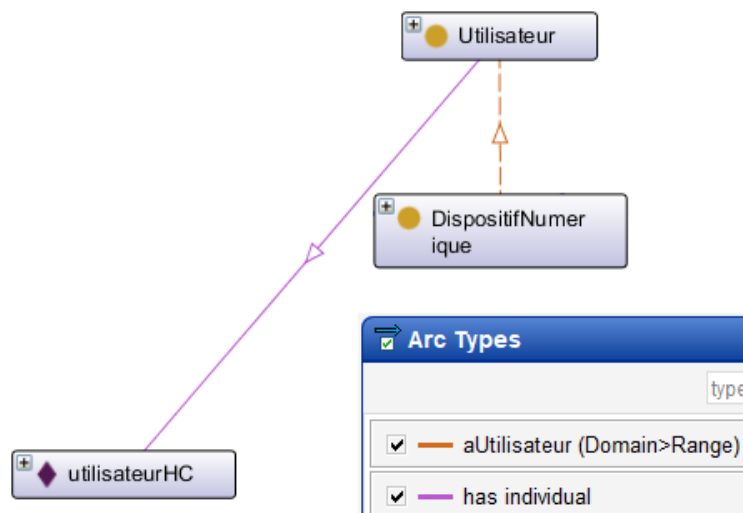 Utilisateur
DispositifNumer
ique
Arc Types
type
aUtilisateur (Domain>Range)
utilisateurHC
has individual